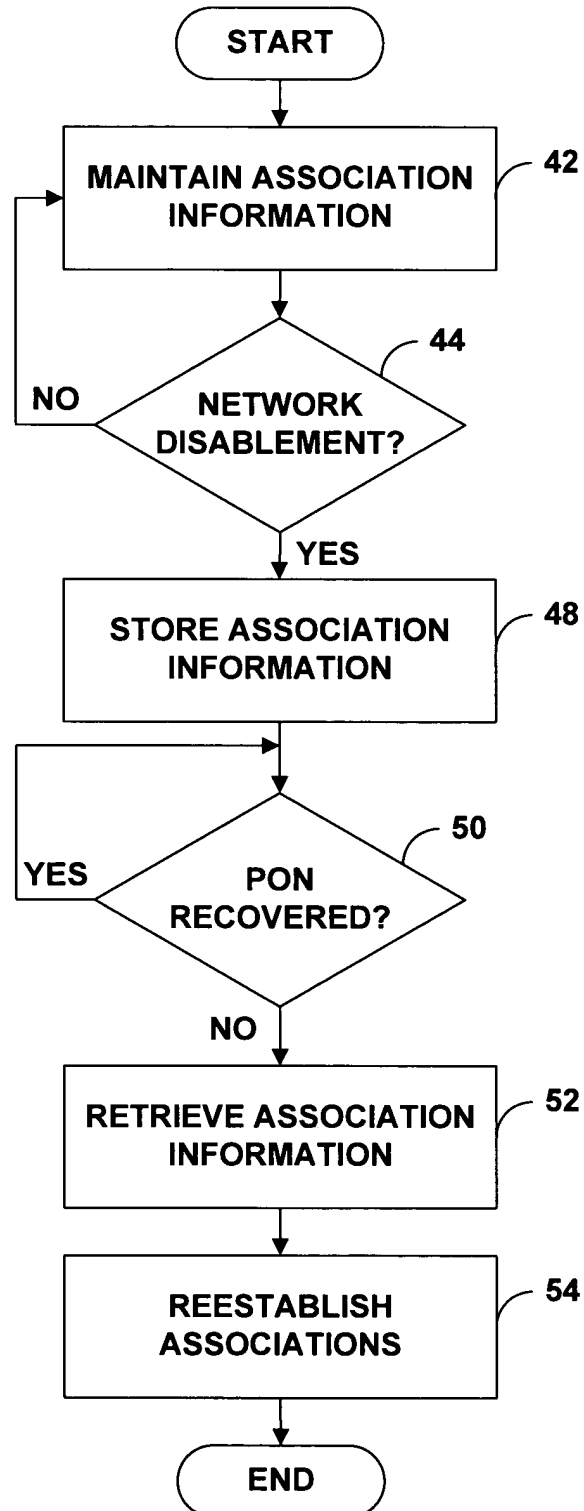 START
MAINTAIN ASSOCIATION
INFORMATION
42
44
NO
NETWORK
DISABLEMENT?
YES
STORE ASSOCIATION
INFORMATION
48
50
YES
PON
RECOVERED?
NO
RETRIEVE ASSOCIATION
INFORMATION
52
REESTABLISH
ASSOCIATIONS
54
END